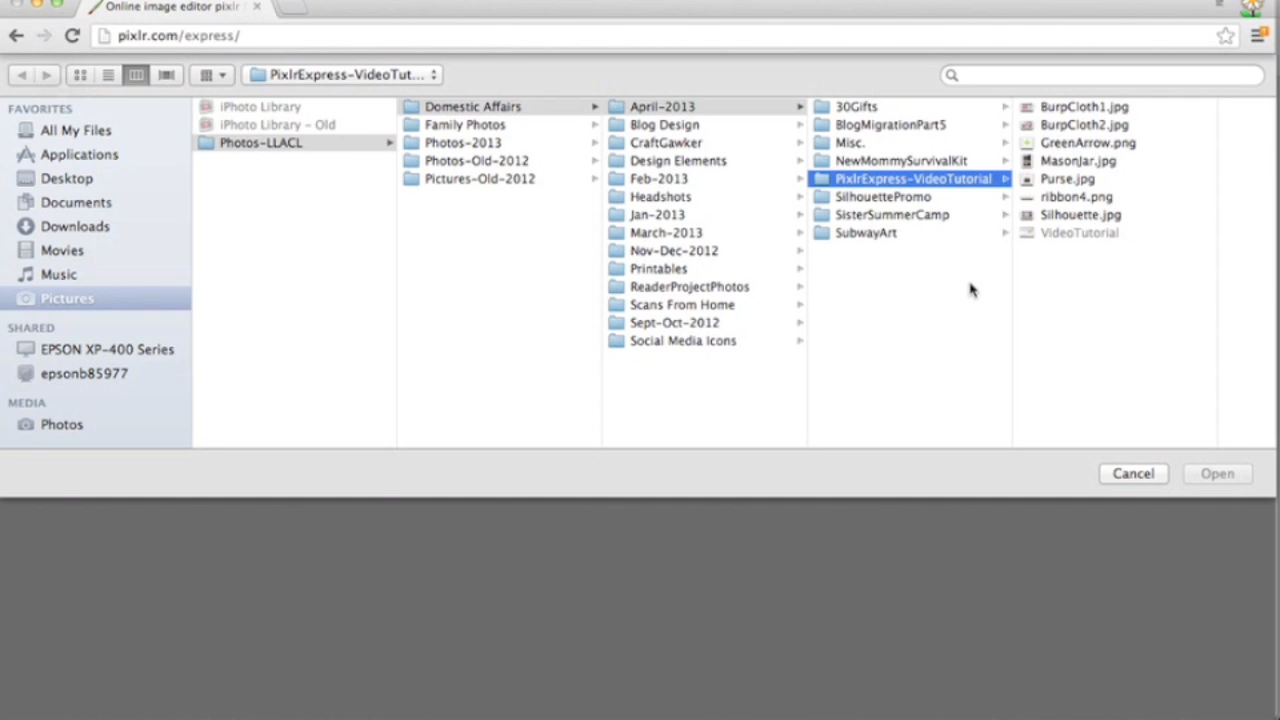 Online image editor pixlr
pixlr.com/express/
PixlrExpress-VideoTut...
FAVORITES
All My Files
Applications
Desktop
Documents
Downloads
Movies
Music
Pictures
SHARED
EPSON XP-400 Series
epsonb85977
MEDIA
Photos
iPhoto Library
iPhoto Library - Old
Photos-LLACL
Domestic Affairs
Family Photos
Photos-2013
Photos-Old-2012
Pictures-Old-2012
April-2013
Blog Design
CraftGawker
Design Elements
Feb-2013
Headshots
Jan-2013
March-2013
Nov-Dec-2012
Printables
ReaderProjectPhotos
Scans From Home
Sept-Oct-2012
Social Media Icons
30Gifts
BlogMigrationPart5
Misc.
NewMommySurvivalKit
PixlrExpress-VideoTutorial
SilhouettePromo
SisterSummerCamp
SubwayArt
BurpCloth1.jpg
BurpCloth2.jpg
GreenArrow.png
MasonJar.jpg
Purse.jpg
ribbon4.png
Silhouette.jpg
VideoTutorial
Cancel
Open